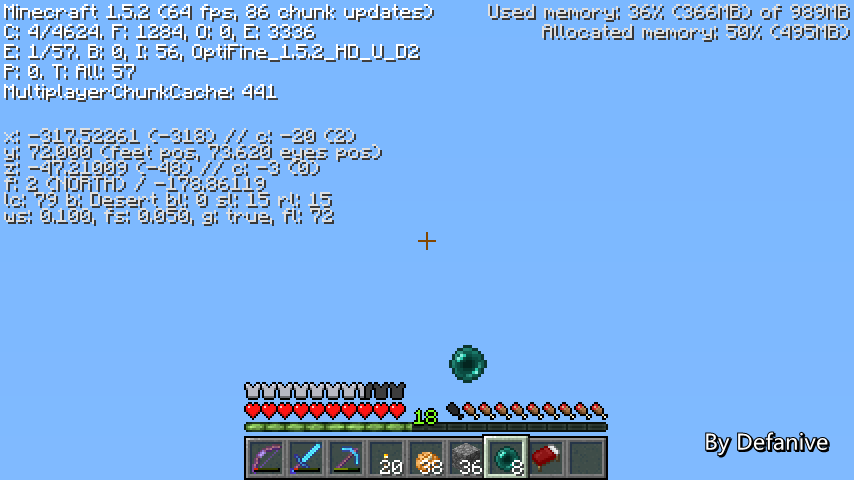 Minecraft 1.5.2 (64 fps, 86 chunk updates)
Used memory: 36% (366MB) of 989MB
C: 4/4624. F: 1284, O: 0, E: 3336
Allocated memory: 50% (495MB)
E: 1/57. B: 0, I: 56, OptiFine_1.5.2_HD_U_D2
P: 0. T: All: 57
MultiplayerChunkCache: 441
x: -317.52261 (-318) // c: -20 (2)
y: 72.000 (feet pos, 73.620 eyes pos)
z: -47.21009 (-48) // c: -3 (0)
f: 2 (NORTH) / -178.86119
lc: 79 b: Desert bl: 0 sl: 15 rl: 15
ws: 0.100, fs: 0.050, g: true, fl: 72
18
20 38 36 8
By Defanive